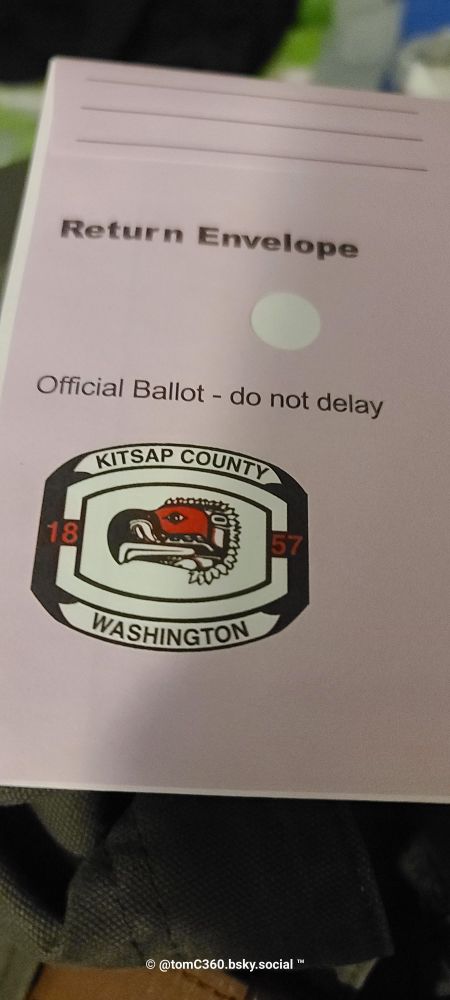 Return Envelope
Official Ballot - do not delay
KITSAP COUNTY
18 57
WASHINGTON
© @tomC360.bsky.social ™